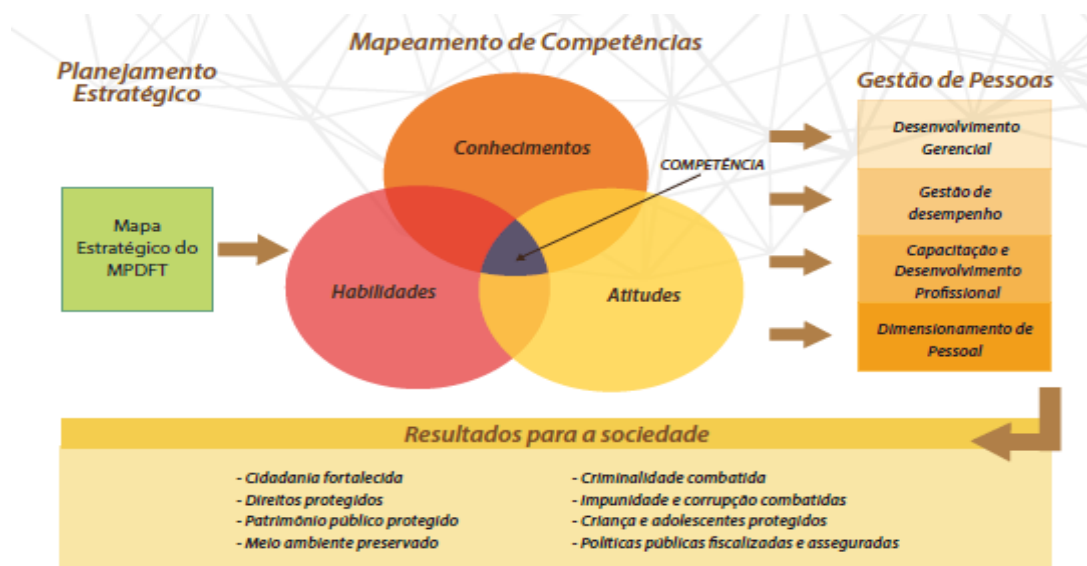 Mapeamento de Competências
Planejamento
Estratégico
Gestão de Pessoas
Mapa
Estratégico do
MPDFT
Conhecimentos
COMPETÊNCIA
Habilidades
Atitudes
Desenvolvimento
Gerencial
Gestão de
desempenho
Capacitação e
Desenvolvimento
Profissional
Dimensionamento de
Pessoal
Resultados para a sociedade
- Cidadania fortalecida
- Direitos protegidos
- Patrimônio público protegido
- Meio ambiente preservado
- Criminalidade combatida
- Impunidade e corrupção combatidas
- Criança e adolescentes protegidos
- Políticas públicas fiscalizadas e asseguradas